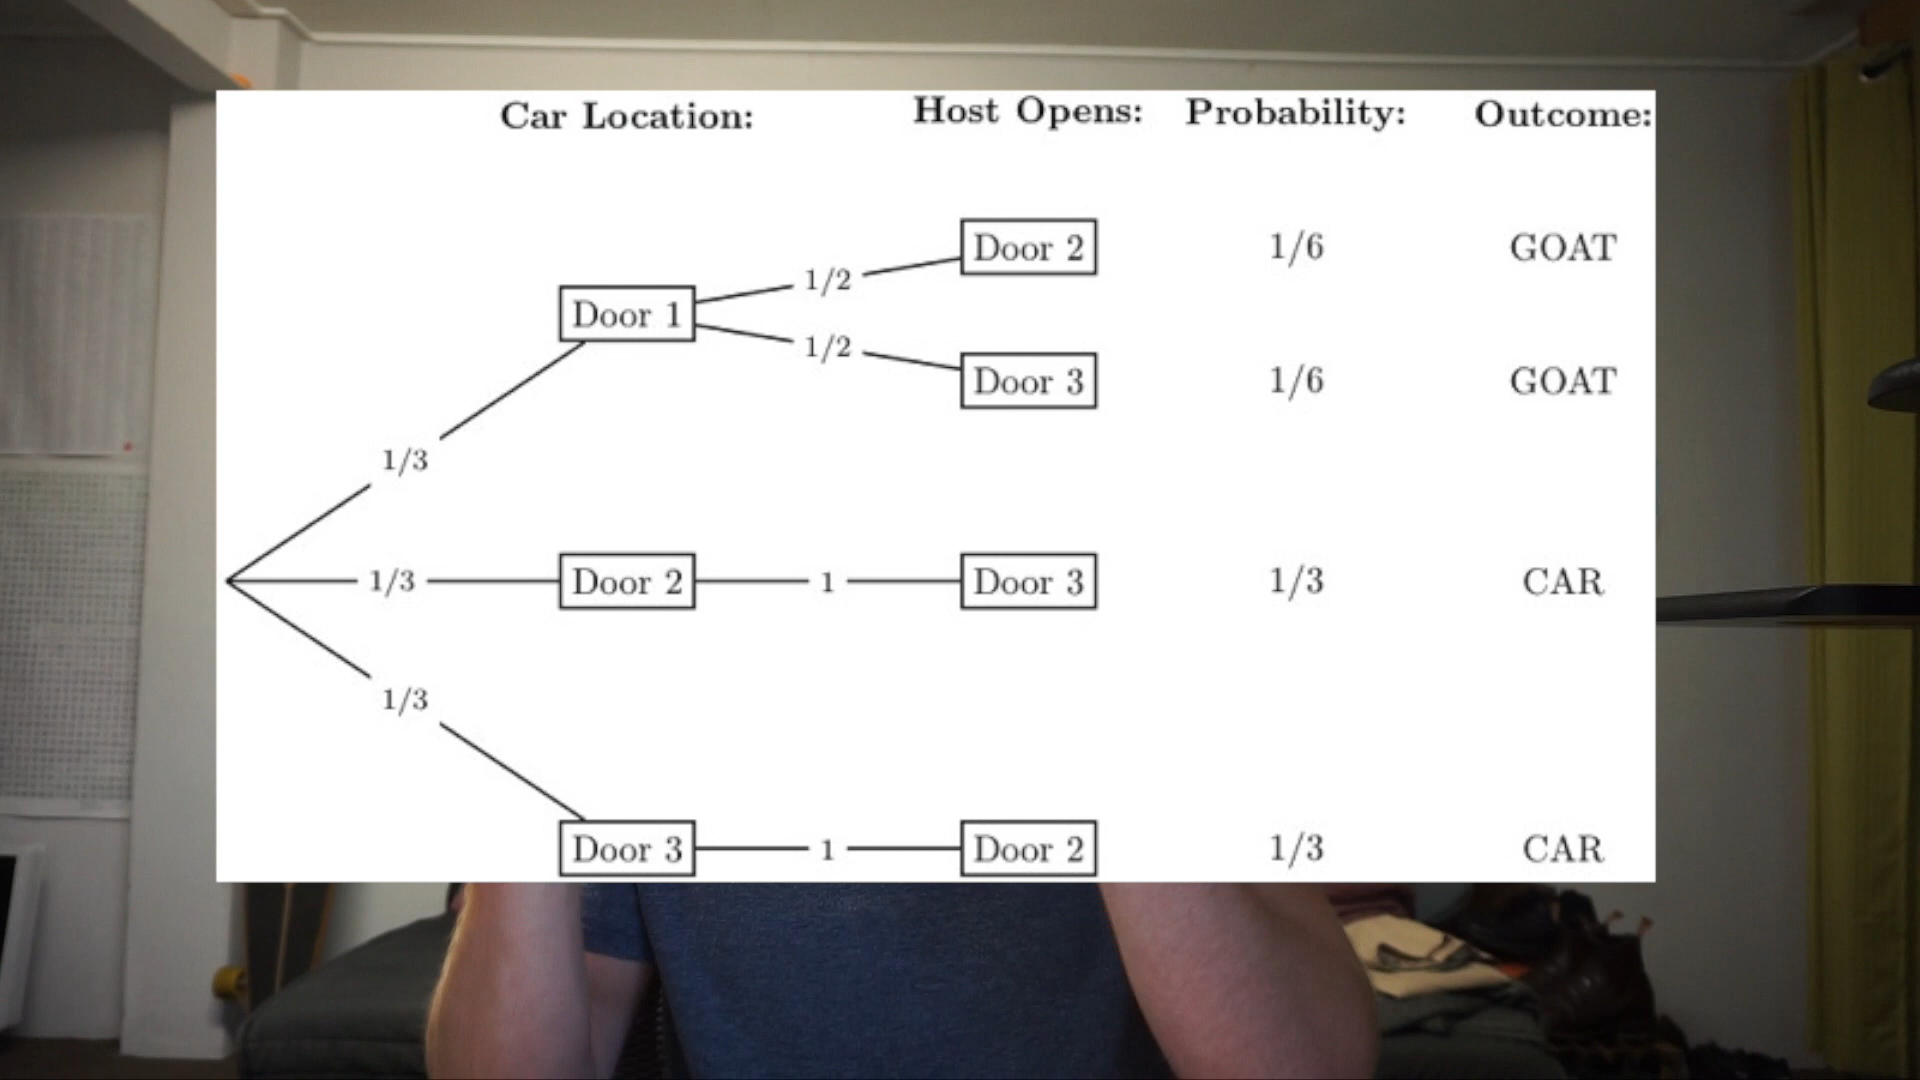 Car Location: Host Opens: Probability: Outcome:
Door 2 1/6 GOAT
1/2
Door 1
1/2
Door 3 1/6 GOAT
1/3
1/3 Door 2 1 Door 3 1/3 CAR
1/3
Door 3 1 Door 2 1/3 CAR